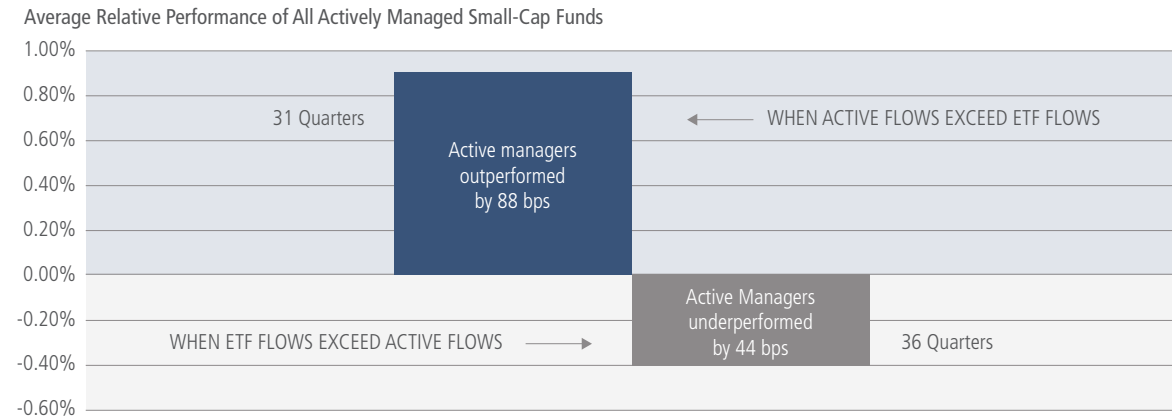 Average Relative Performance of All Actively Managed Small-Cap Funds
1.00%
0.80%
31 Quarters
WHEN ACTIVE FLOWS EXCEED ETF FLOWS
0.60%
Active managers
outperformed
by 88 bps
0.40%
0.20%
0.00%
Active Managers
underperformed
by 44 bps
-0.20%
WHEN ETF FLOWS EXCEED ACTIVE FLOWS
36 Quarters
-0.40%
-0.60%